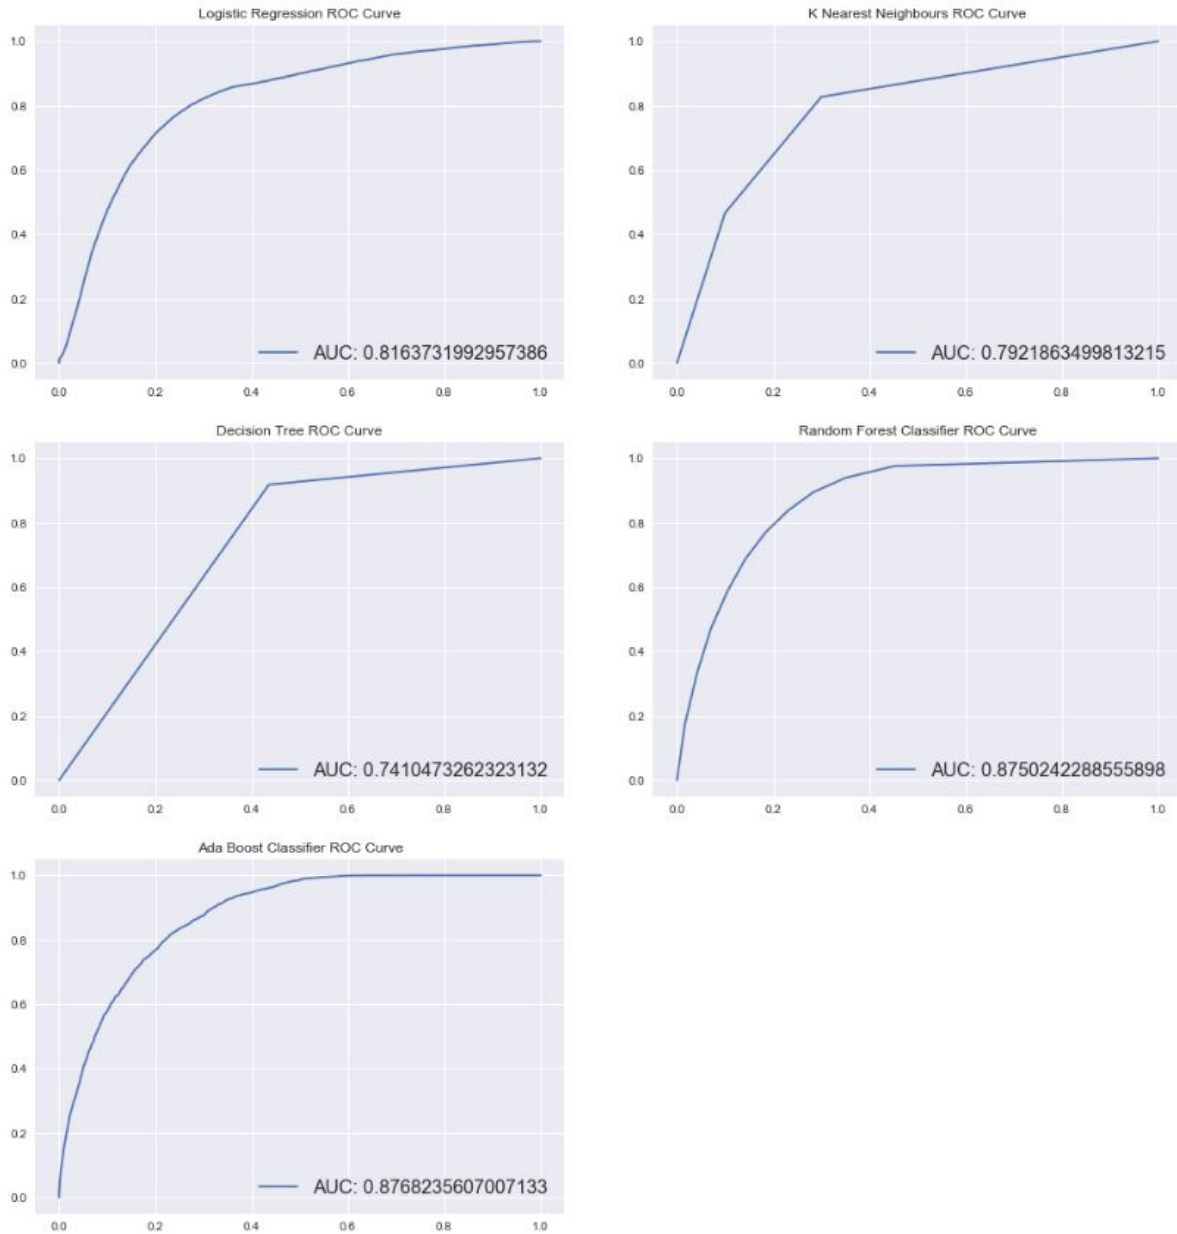 Logistic Regression ROC Curve
1.0
0.8
0.6
0.4
0.2
0.0
AUC: 0.8163731992957386
0.0 0.2 0.4 0.6 0.8 1.0
K Nearest Neighbours ROC Curve
1.0
0.8
0.6
0.4
0.2
0.0
AUC: 0.7921863499813215
0.0 0.2 0.4 0.6 0.8 1.0
Decision Tree ROC Curve
1.0
0.8
0.6
0.4
0.2
0.0
AUC: 0.7410473262323132
0.0 0.2 0.4 0.6 0.8 1.0
Random Forest Classifier ROC Curve
1.0
0.8
0.6
0.4
0.2
0.0
AUC: 0.8750242288555898
0.0 0.2 0.4 0.6 0.8 1.0
Ada Boost Classifier ROC Curve
1.0
0.8
0.6
0.4
0.2
0.0
AUC: 0.8768235607007133
0.0 0.2 0.4 0.6 0.8 1.0